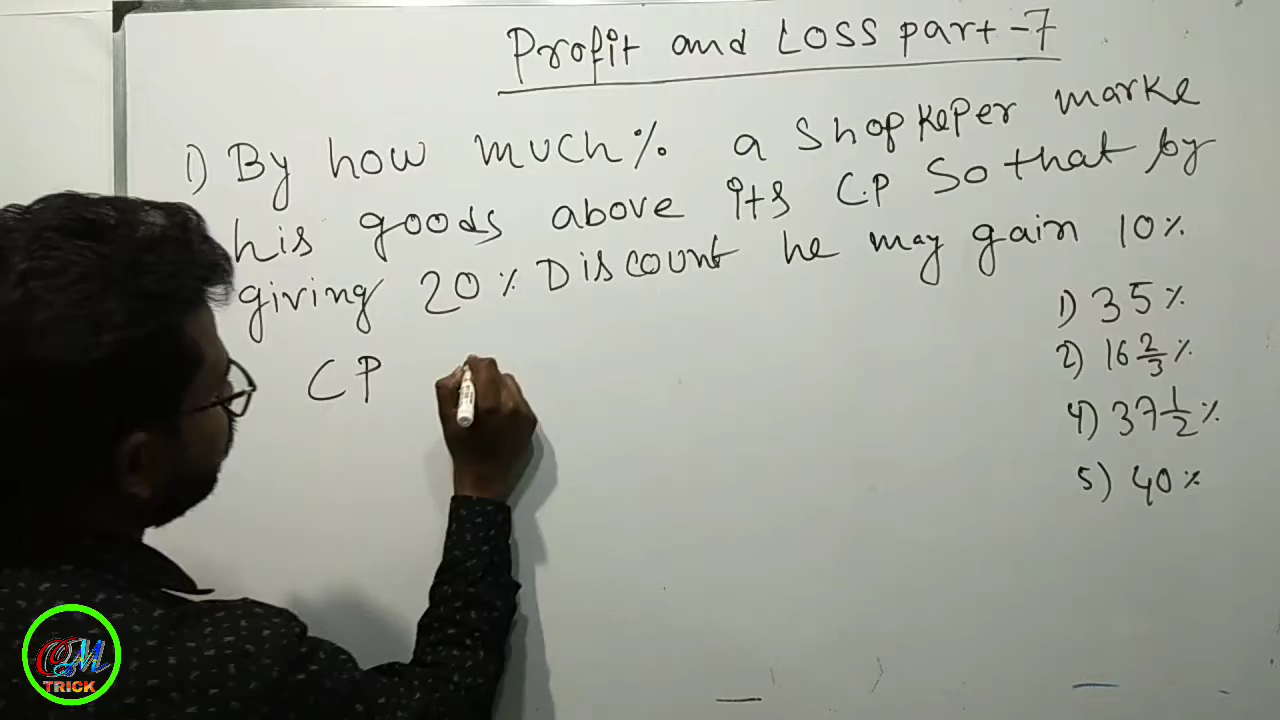 Profit and Loss part-7
1) By how much% a shopkeper marke
his goods above its C.P So that by
giving 20% Discount he may gain 10%
1) 35%
2) 16 2/3 %
4) 37 1/2 %
5) 40%
CP
OM
TRICK